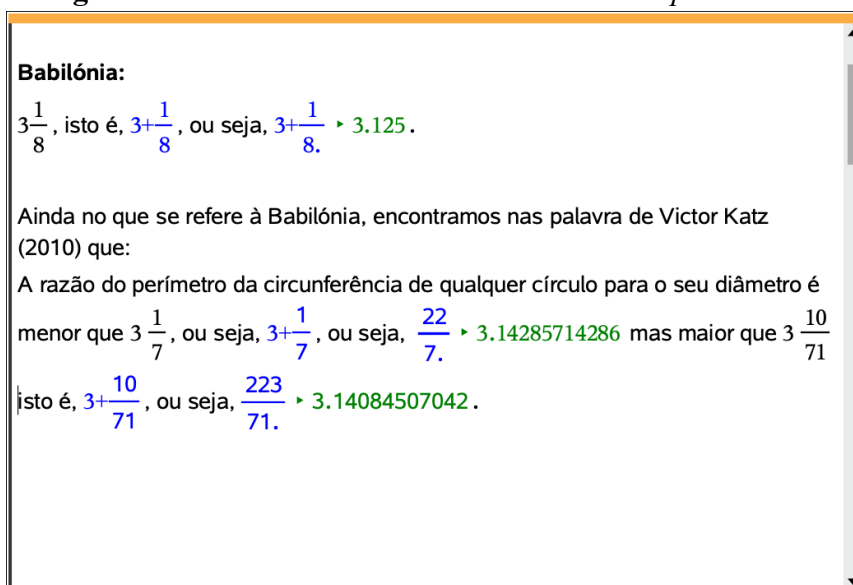 Babilónia:
3 1/8, isto é, 3+1/8, ou seja, 3+1/8. ▸ 3.125.
Ainda no que se refere à Babilónia, encontramos nas palavra de Victor Katz
(2010) que:
A razão do perímetro da circunferência de qualquer círculo para o seu diâmetro é
menor que 3 1/7, ou seja, 3+1/7, ou seja, 22/7. ▸ 3.14285714286 mas maior que 3 10/71
isto é, 3+10/71, ou seja, 223/71. ▸ 3.14084507042.